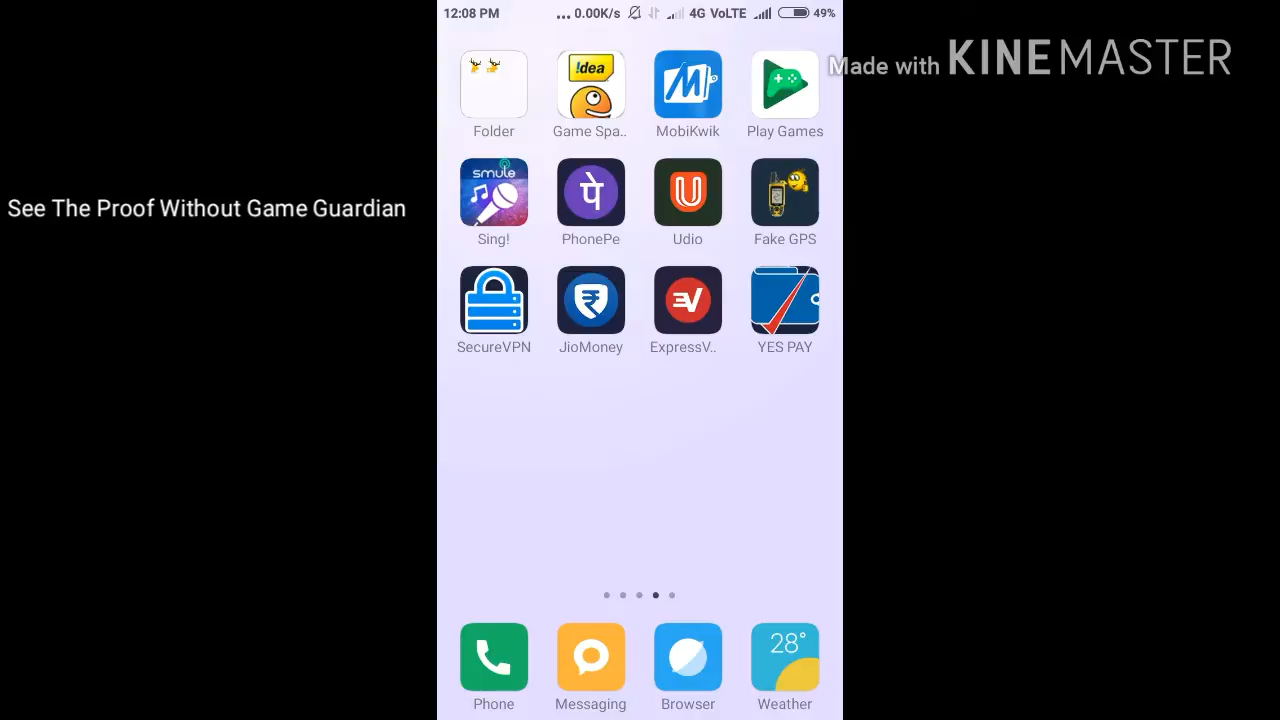 12:08 PM ... 0.00K/s 4G VoLTE 49%
Made with KINEMASTER
!dea
Folder Game Spa.. MobiKwik Play Games
See The Proof Without Game Guardian
smule
पे
U
Sing! PhonePe Udio Fake GPS
₹
SecureVPN JioMoney ExpressV.. YES PAY
28°
Phone Messaging Browser Weather